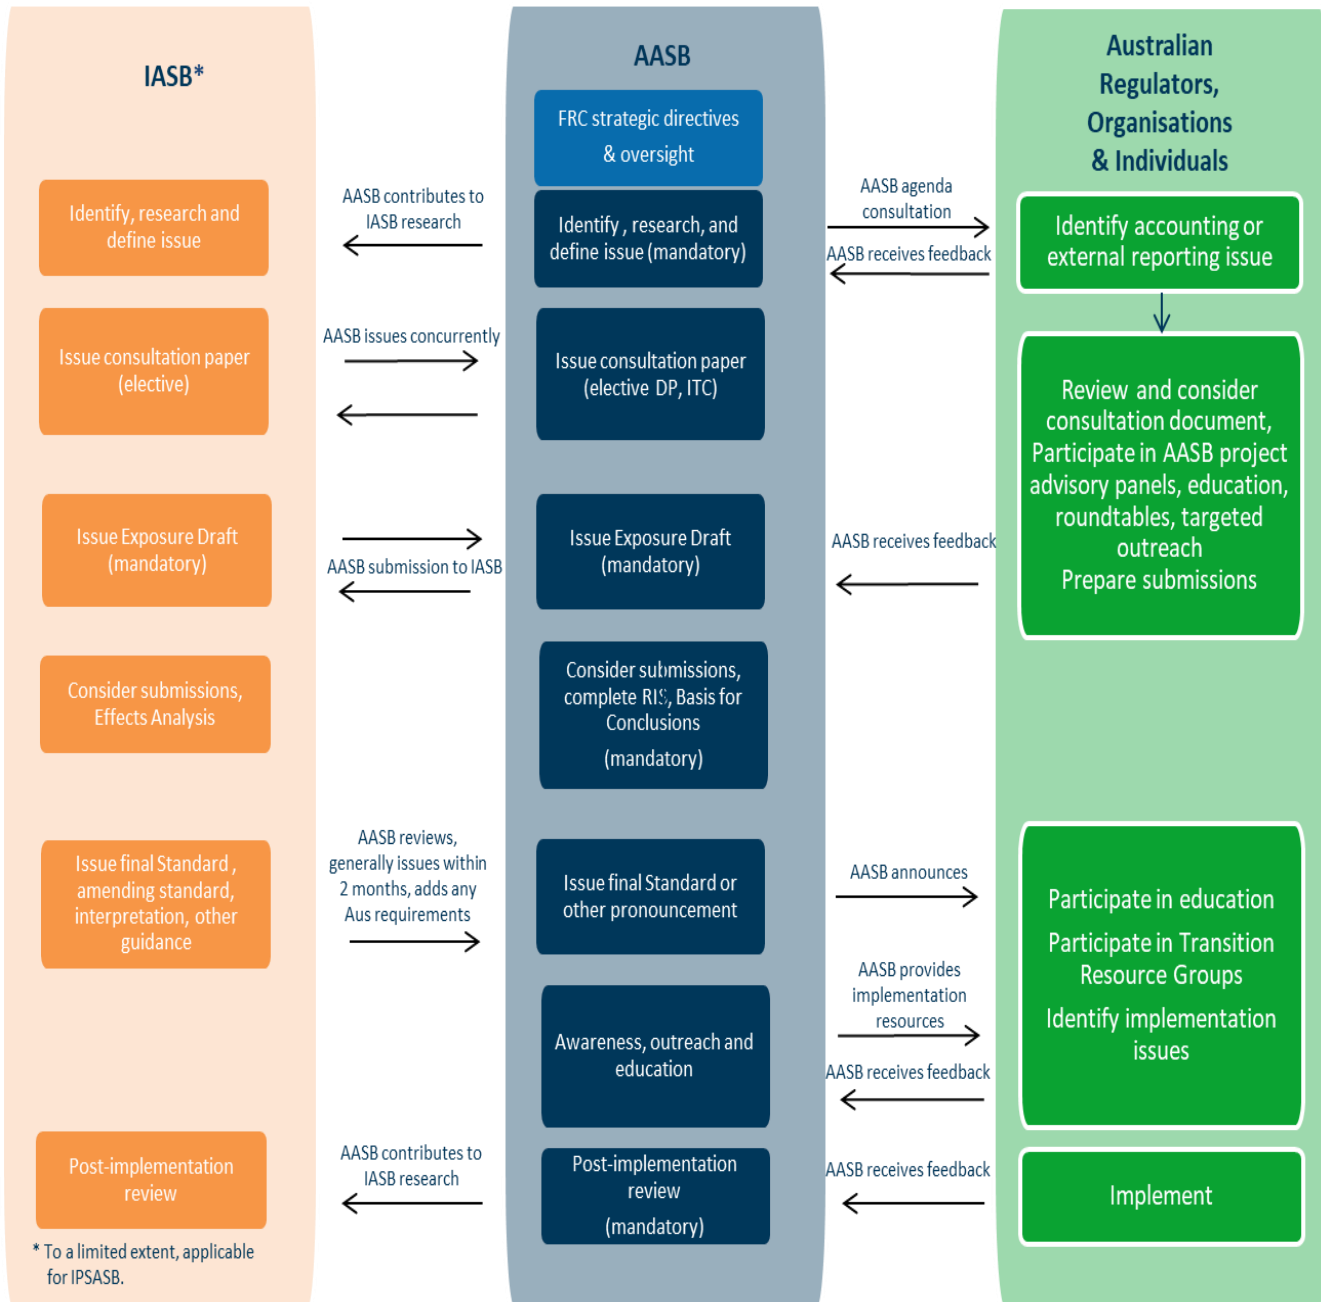 IASB*
Identify, research and
define issue
Issue consultation paper
(elective)
Issue Exposure Draft
(mandatory)
Consider submissions,
Effects Analysis
Issue final Standard ,
amending standard,
interpretation, other
guidance
Post-implementation
review
* To a limited extent, applicable
for IPSASB.
AASB contributes to
IASB research
AASB issues concurrently
AASB submission to IASB
AASB reviews,
generally issues within
2 months, adds any
Aus requirements
AASB contributes to
IASB research
AASB
FRC strategic directives
& oversight
Identify , research, and
define issue (mandatory)
Issue consultation paper
(elective DP, ITC)
Issue Exposure Draft
(mandatory)
Consider submissions,
complete RIS, Basis for
Conclusions
(mandatory)
Issue final Standard or
other pronouncement
Awareness, outreach and
education
Post-implementation
review
(mandatory)
AASB agenda
consultation
AASB receives feedback
AASB receives feedback
AASB announces
AASB provides
implementation
resources
AASB receives feedback
AASB receives feedback
Australian
Regulators,
Organisations
& Individuals
Identify accounting or
external reporting issue
Review and consider
consultation document,
Participate in AASB project
advisory panels, education,
roundtables, targeted
outreach
Prepare submissions
Participate in education
Participate in Transition
Resource Groups
Identify implementation
issues
Implement